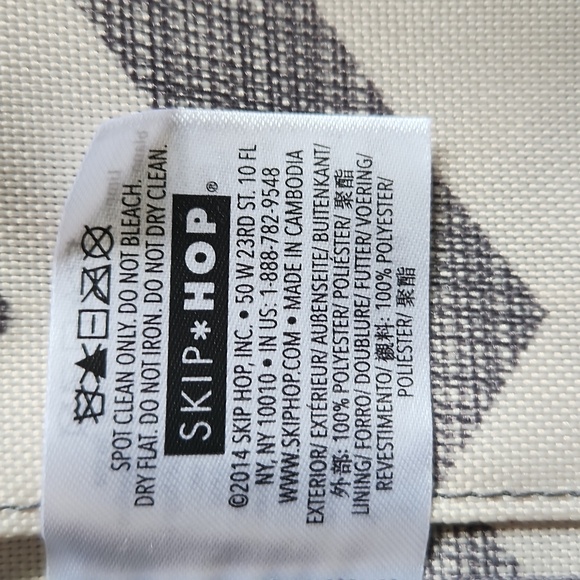 SPOT CLEAN ONLY. DO NOT BLEACH.
DRY FLAT. DO NOT IRON. DO NOT DRY CLEAN.
SKIP*HOP®
©2014 SKIP HOP, INC. • 50 W 23RD ST. 10 FL
NY, NY 10010 • IN US: 1-888-782-9548
WWW.SKIPHOP.COM • MADE IN CAMBODIA
EXTERIOR/ EXTÉRIEUR/ AUBENSEITE/ BUITENKANT/
外部: 100% POLYESTER/ POLIÉSTER/ 聚酯
LINING/ FORRO/ DOUBLURE/ FUTTER/ VOERING/
REVESTIMENTO/ 襯料: 100% POLYESTER/
POLIÉSTER/ 聚酯